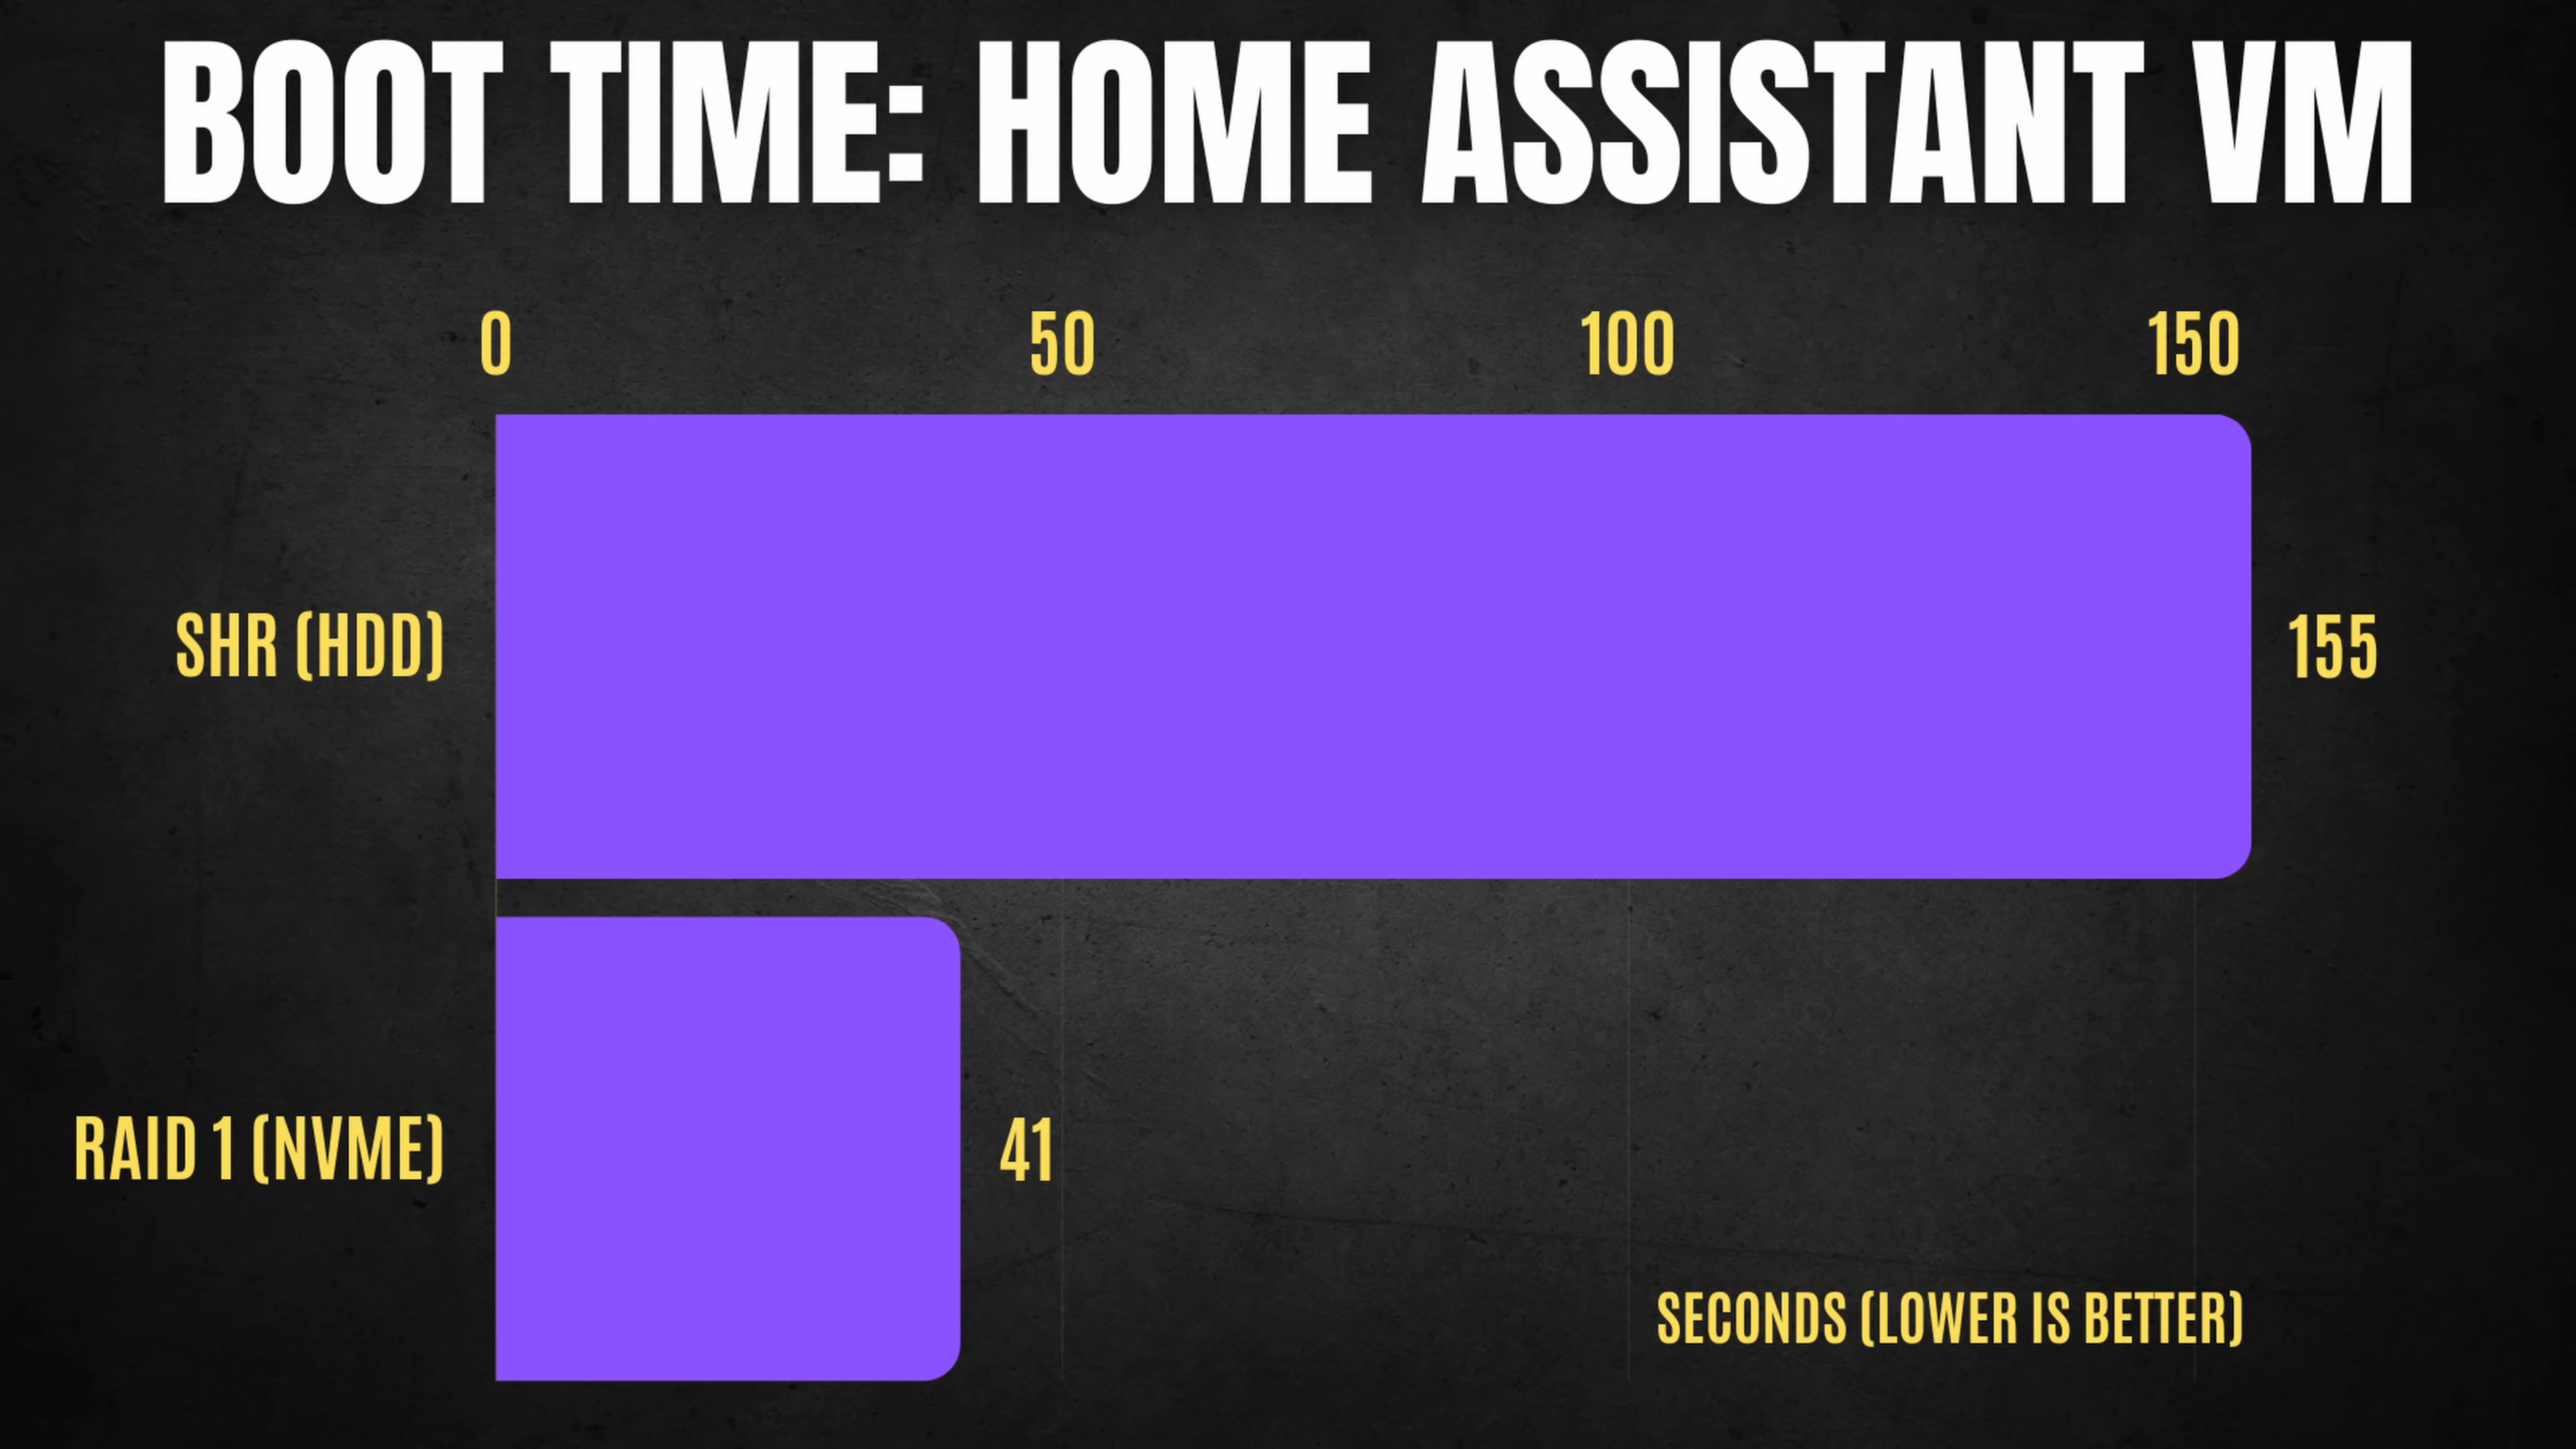 BOOT TIME: HOME ASSISTANT VM
0 50 100 150
SHR (HDD) 155
RAID 1 (NVME) 41
SECONDS (LOWER IS BETTER)